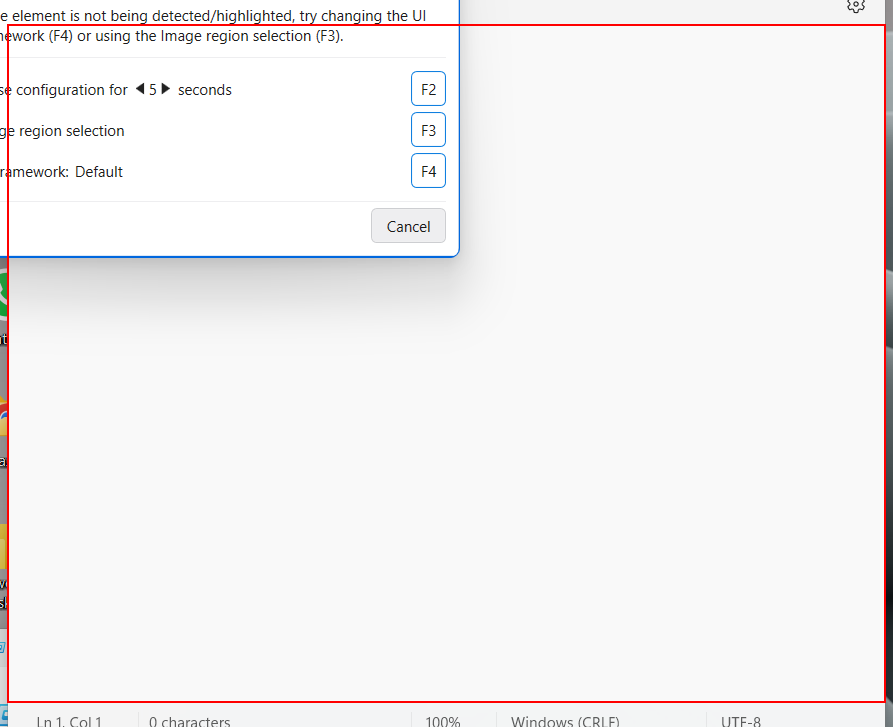 e element is not being detected/highlighted, try changing the UI
ework (F4) or using the Image region selection (F3).
se configuration for 5 seconds F2
ge region selection F3
ramework: Default F4
Cancel
Ln 1, Col 1 0 characters 100% Windows (CRLF) UTF-8